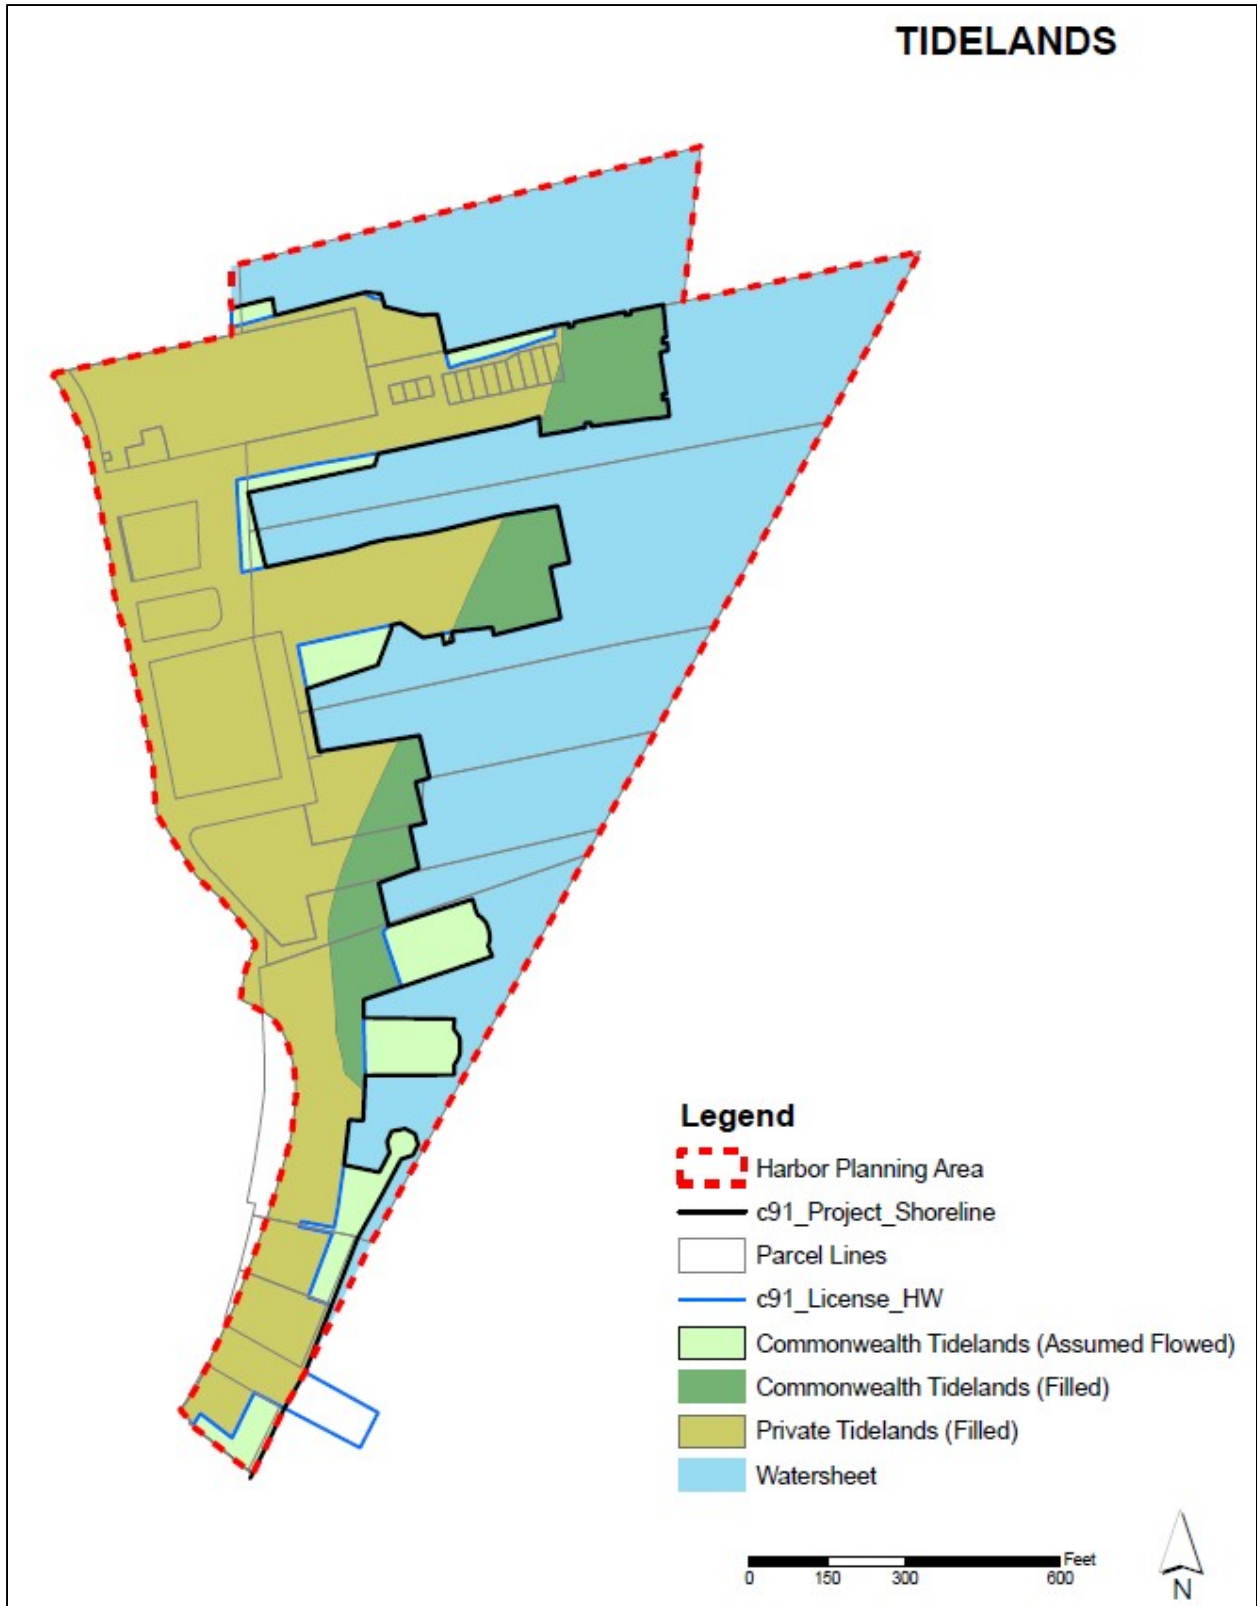 TIDELANDS
Legend
Harbor Planning Area
c91_Project_Shoreline
Parcel Lines
c91_License_HW
Commonwealth Tidelands (Assumed Flowed)
Commonwealth Tidelands (Filled)
Private Tidelands (Filled)
Watersheet
Feet
0 150 300 600
N